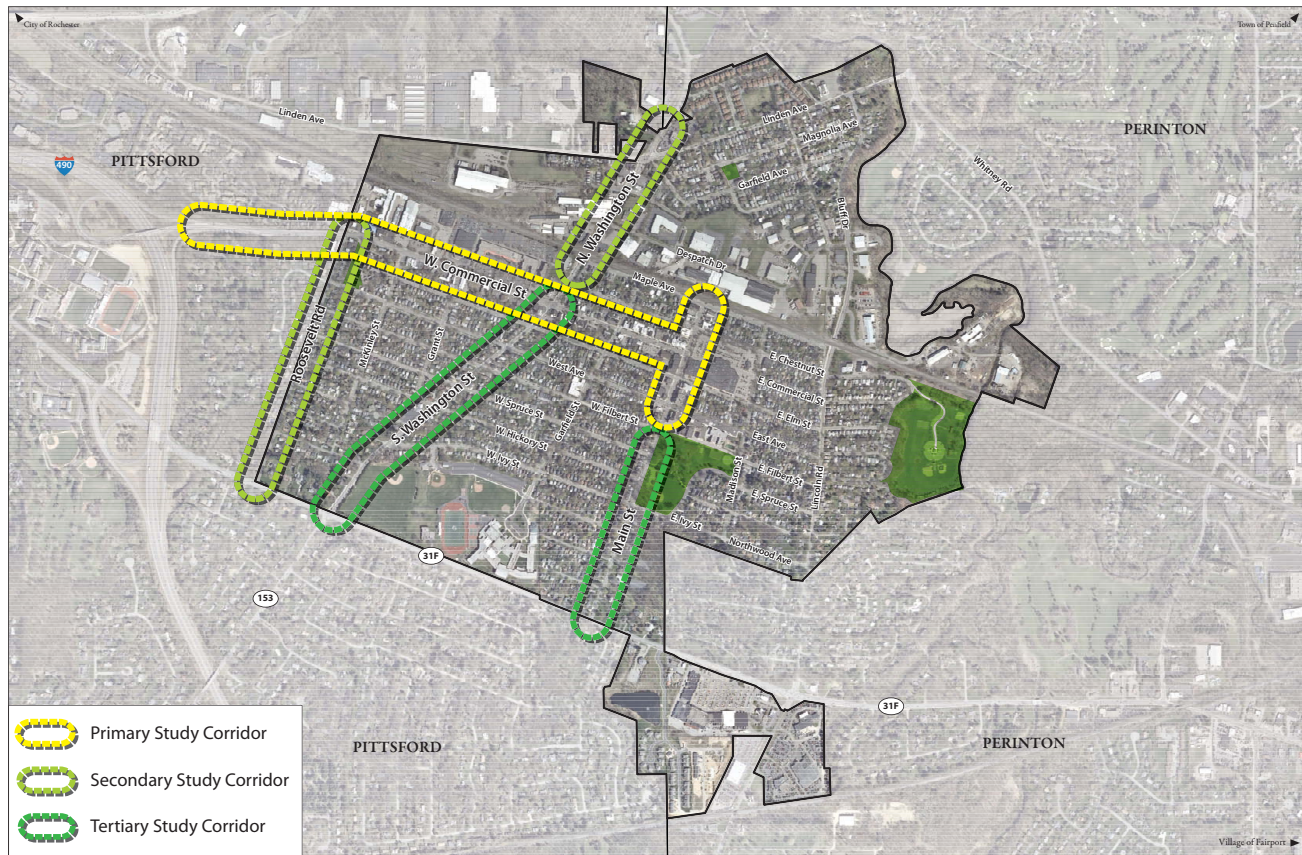 City of Rochester
Town of Penfield
Linden Ave
Linden Ave
Magnolia Ave
PERINTON
PITTSFORD
490
Whitney Rd
Garfield Ave
N. Washington St
Bluff Dr
Despatch Dr
W. Commercial St
Maple Ave
Roosevelt Rd
McKinley St
Grant St
E. Chestnut St
West Ave
E. Commercial St
S. Washington St
Garfield St
W. Spruce St
W. Filbert St
E. Elm St
W. Hickory St
East Ave
W. Ivy St
Madison St
E. Filbert St
Lincoln Rd
E. Spruce St
Main St
E. Ivy St
Northwood Ave
31F
153
31F
Primary Study Corridor
PITTSFORD
PERINTON
Secondary Study Corridor
Tertiary Study Corridor
Village of Fairport